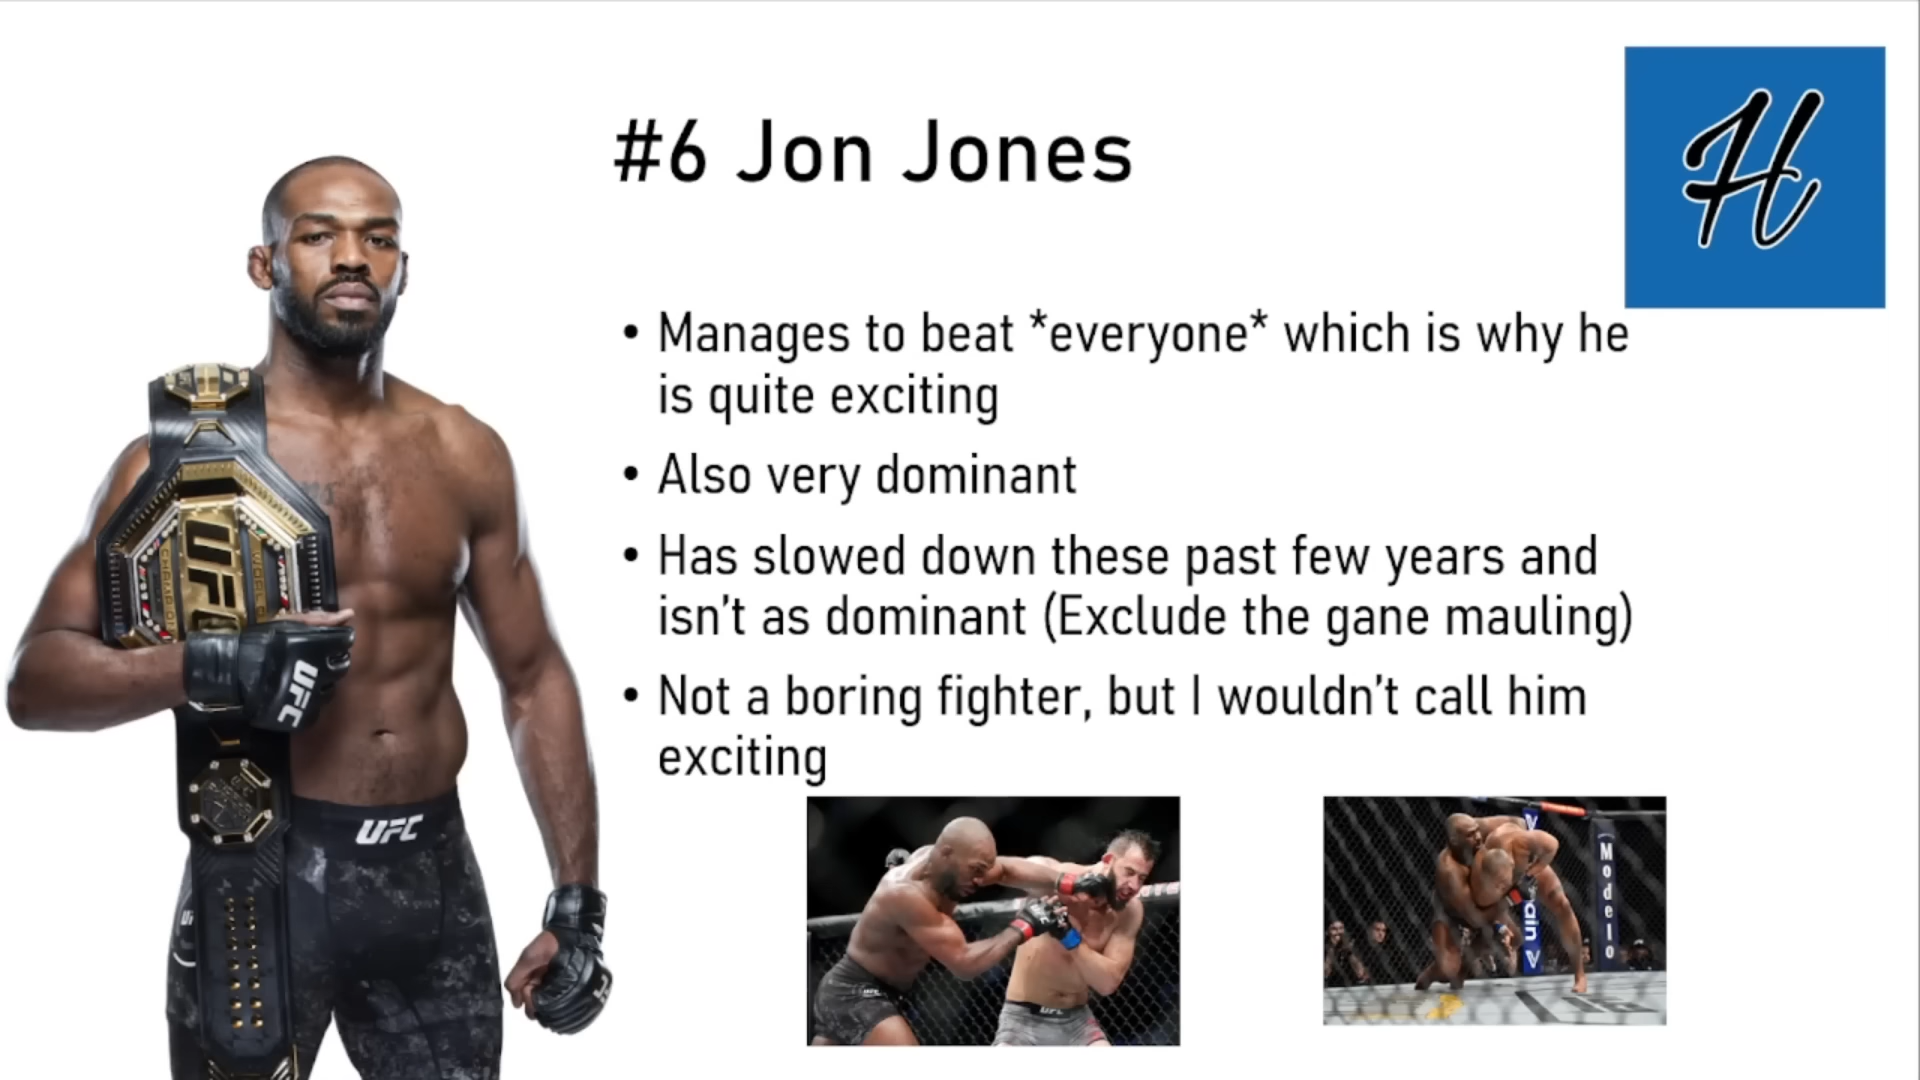 #6 Jon Jones
H
• Manages to beat *everyone* which is why he
is quite exciting
• Also very dominant
• Has slowed down these past few years and
isn't as dominant (Exclude the gane mauling)
• Not a boring fighter, but I wouldn't call him
exciting
UFC
UFC
UFC
UFC
Modelo